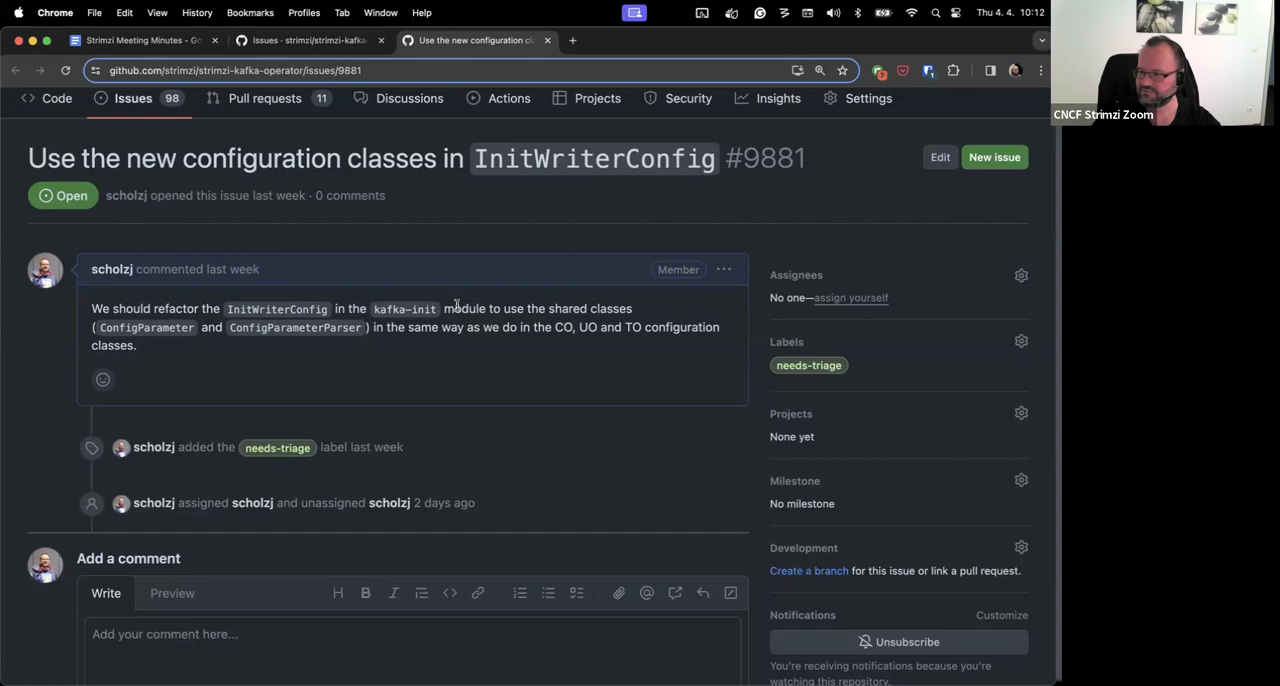 Chrome File Edit View History Bookmarks Profiles Tab Window Help Thu 4. 4. 10:12
Strimzi Meeting Minutes - Go
Issues · strimzi/strimzi-kafka-
Use the new configuration cl
github.com/strimzi/strimzi-kafka-operator/issues/9881
7
Code Issues 98 Pull requests 11 Discussions Actions Projects Security Insights Settings
CNCF Strimzi Zoom
Use the new configuration classes in InitWriterConfig #9881
Edit New issue
Open scholzj opened this issue last week · 0 comments
scholzj commented last week Member
We should refactor the InitWriterConfig in the kafka-init module to use the shared classes
(ConfigParameter and ConfigParameterParser) in the same way as we do in the CO, UO and TO configuration
classes.
scholzj added the needs-triage label last week
scholzj assigned scholzj and unassigned scholzj 2 days ago
Add a comment
Write Preview
H B I
Add your comment here...
Assignees
No one—assign yourself
Labels
needs-triage
Projects
None yet
Milestone
No milestone
Development
Create a branch for this issue or link a pull request.
Notifications Customize
Unsubscribe
You're receiving notifications because you're
watching this repository.